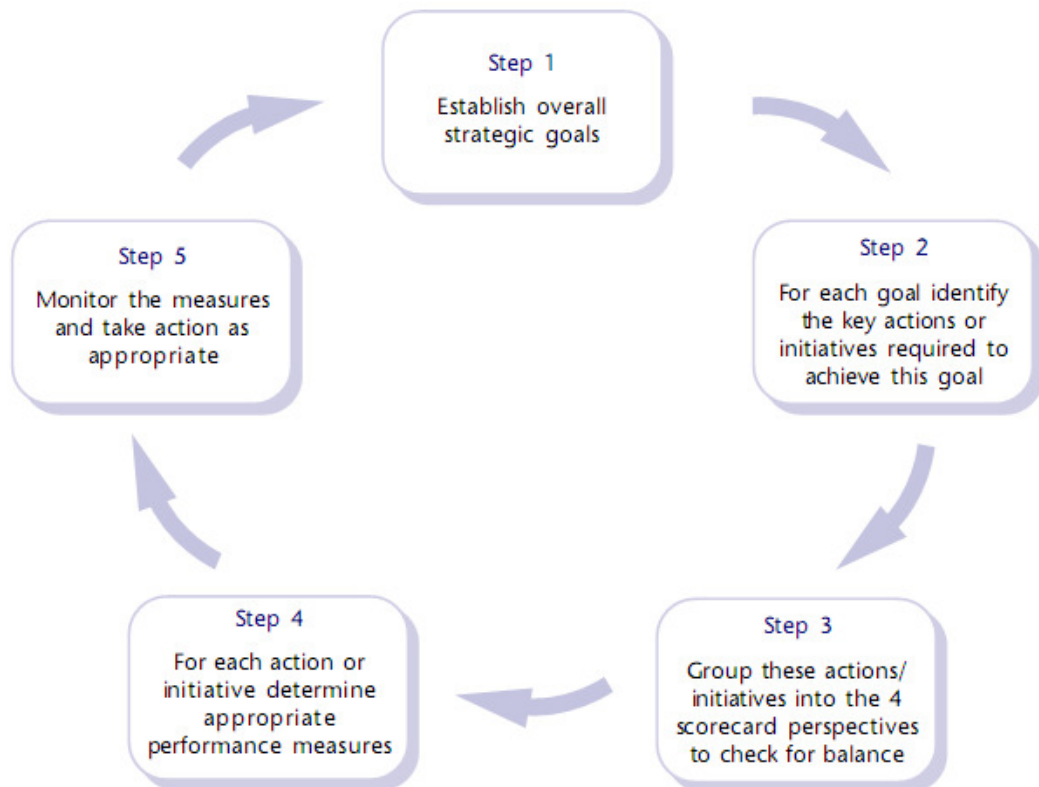 Step 1
Establish overall
strategic goals
Step 2
For each goal identify
the key actions or
initiatives required to
achieve this goal
Step 3
Group these actions/
initiatives into the 4
scorecard perspectives
to check for balance
Step 4
For each action or
initiative determine
appropriate
performance measures
Step 5
Monitor the measures
and take action as
appropriate